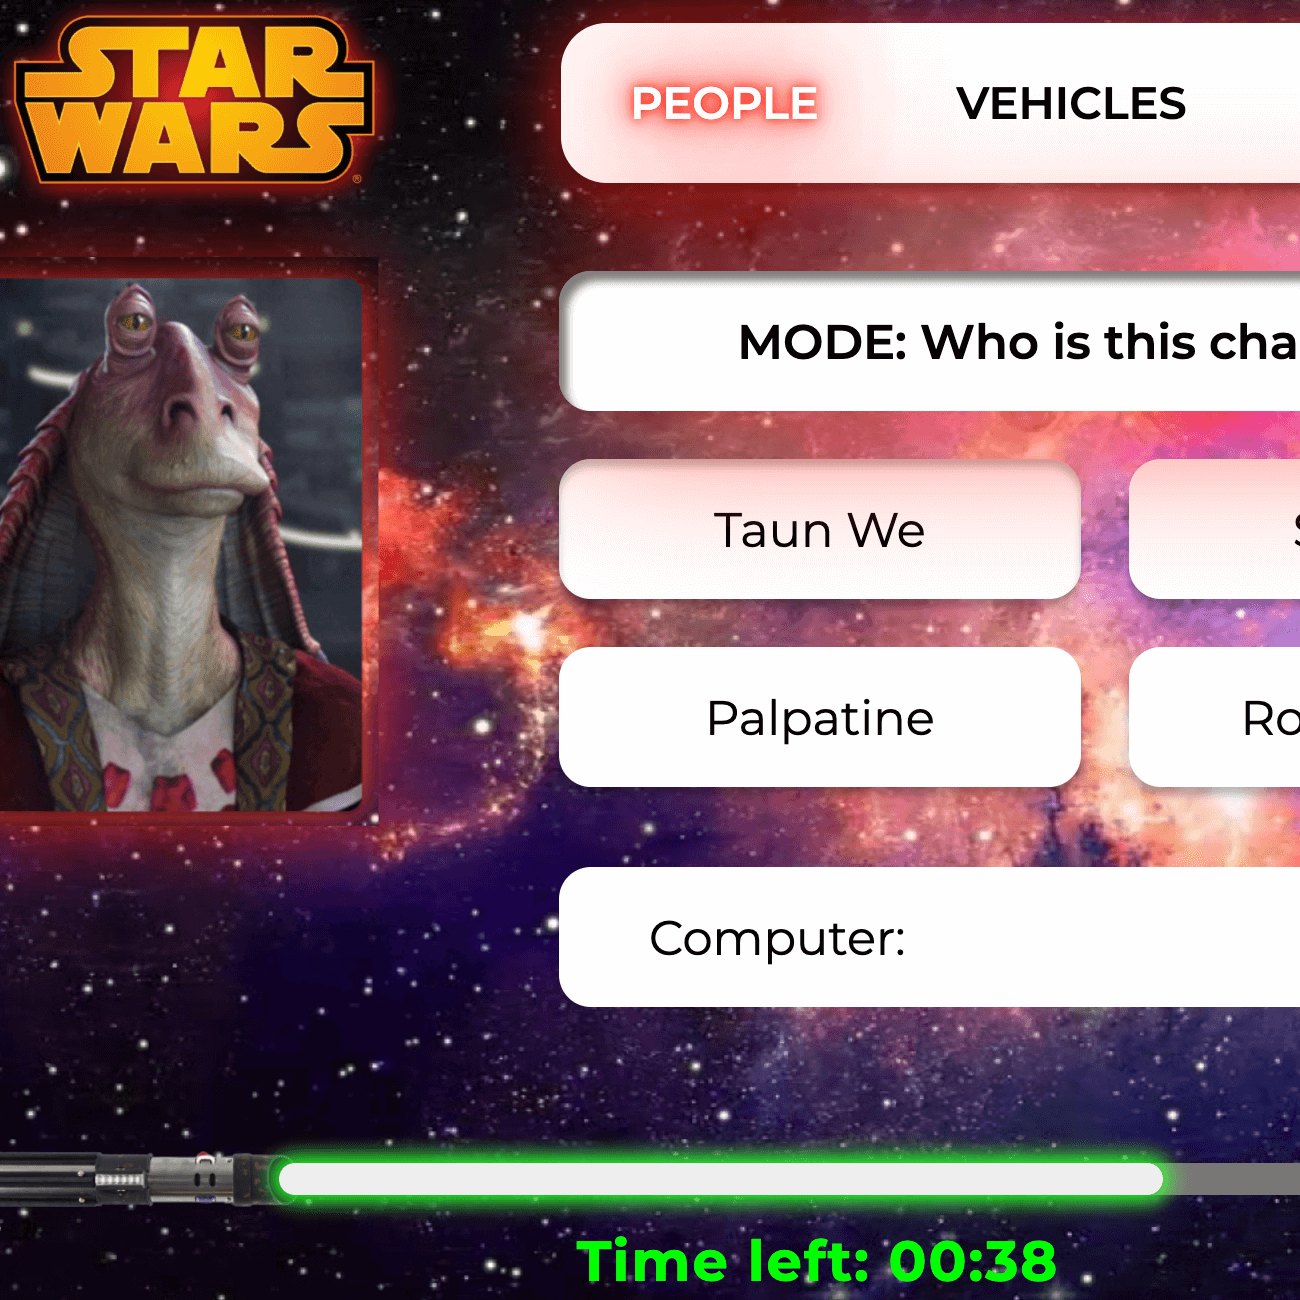 STAR
WARS
®
PEOPLE VEHICLES
MODE: Who is this cha
Taun We S
Palpatine Ro
Computer:
Time left: 00:38